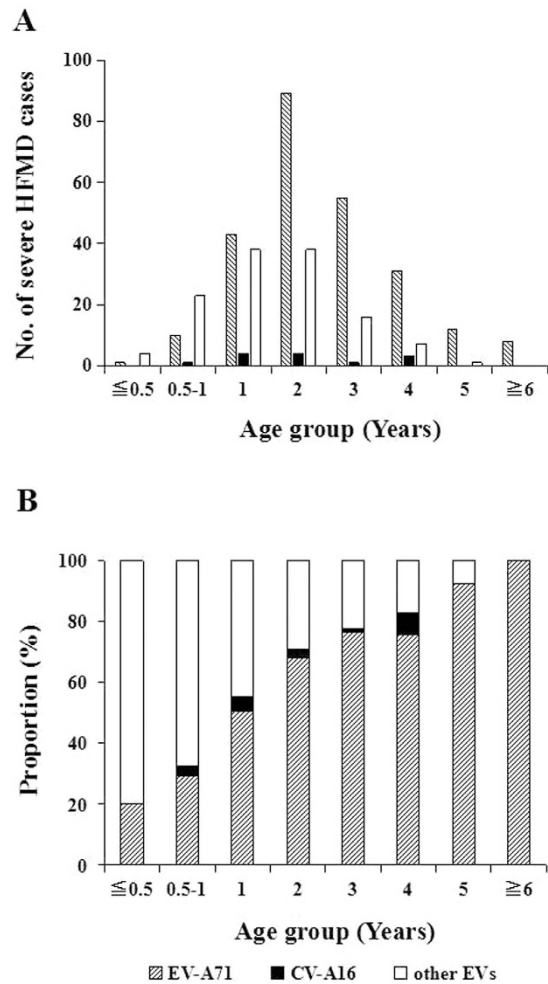 A
No. of severe HFMD cases
100
80
60
40
20
0
≦0.5 0.5-1 1 2 3 4 5 ≧6
Age group (Years)
B
Proportion (%)
100
80
60
40
20
0
≦0.5 0.5-1 1 2 3 4 5 ≧6
Age group (Years)
EV-A71 CV-A16 other EVs